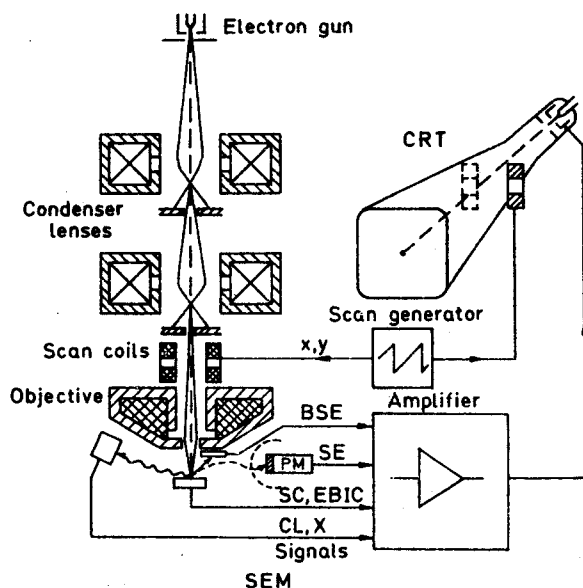 Electron gun
CRT
Condenser
lenses
Scan generator
Scan coils
x,y
Objective
Amplifier
BSE
SE
PM
SC, EBIC
CL, X
Signals
SEM